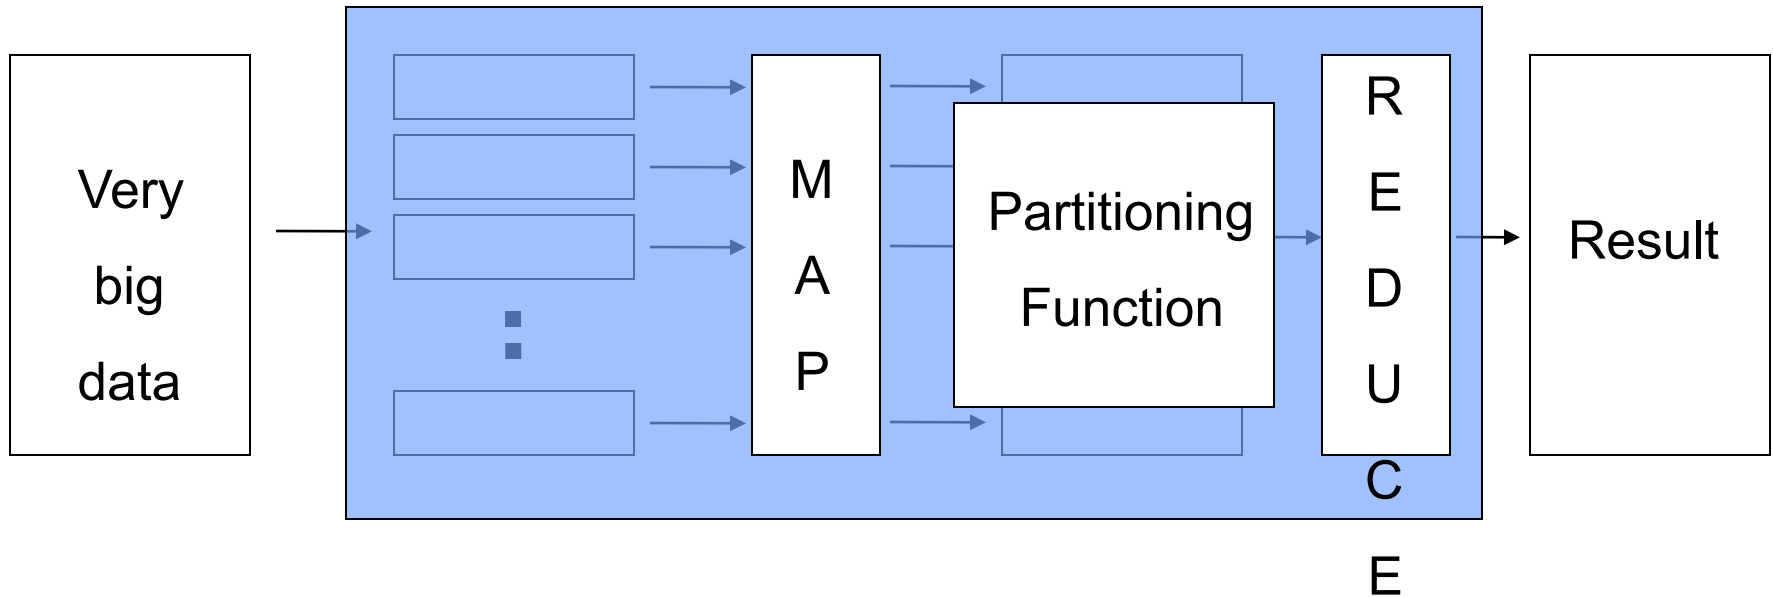 Very
big
data
M
A
P
Partitioning
Function
R
E
D
U
C
E
Result